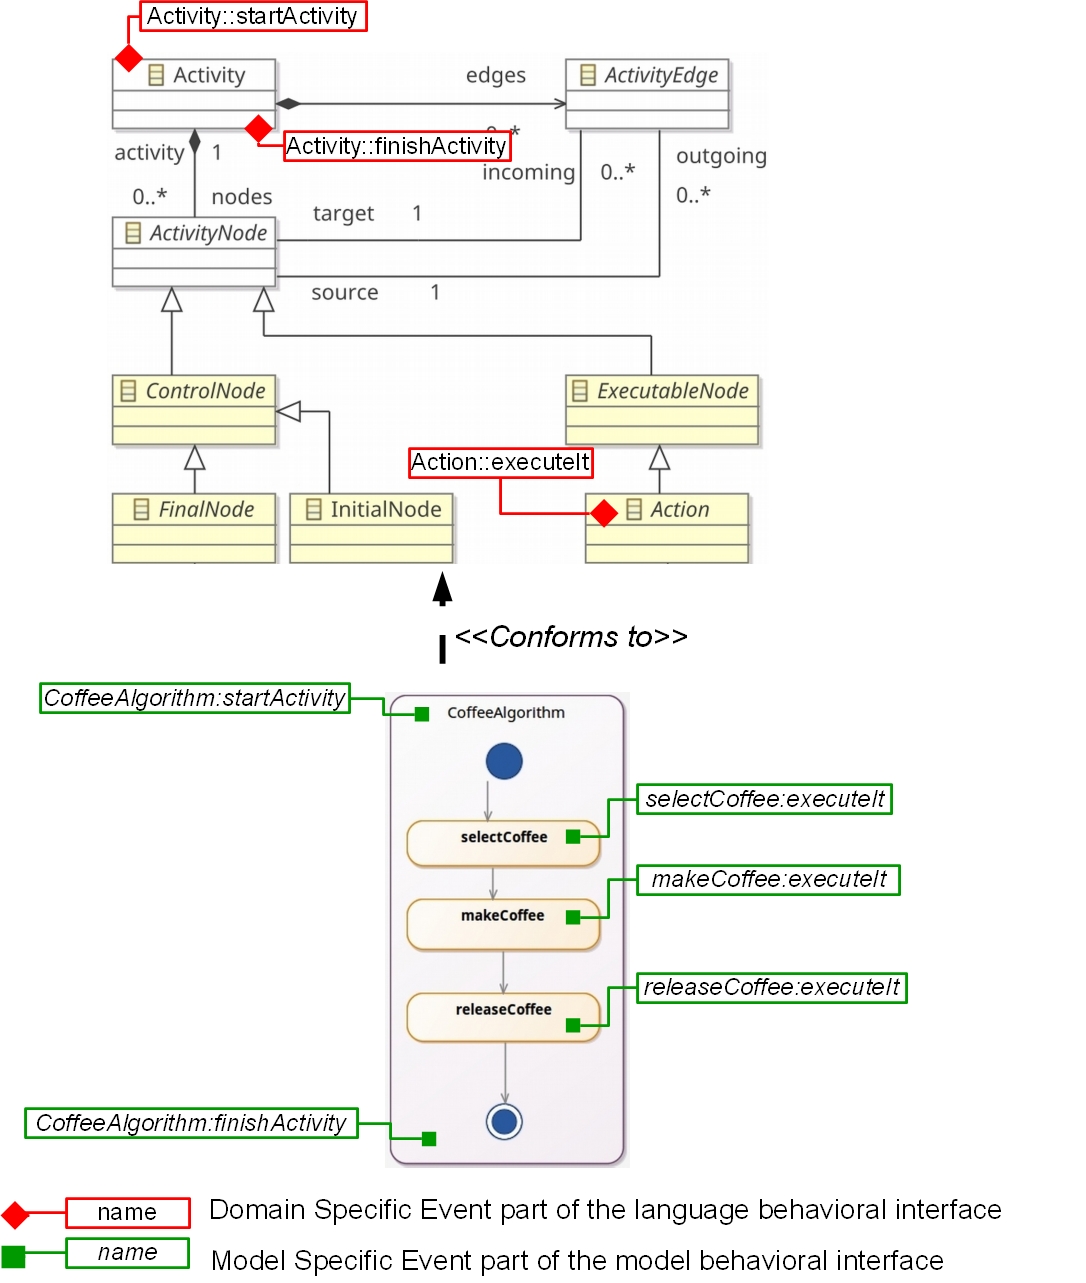 Activity::startActivity
Activity
edges
ActivityEdge
0..*
Activity::finishActivity
activity
1
incoming
0..*
outgoing
0..*
0..*
nodes
target
1
ActivityNode
source
1
ControlNode
ExecutableNode
Action::executeIt
FinalNode
InitialNode
Action
<<Conforms to>>
CoffeeAlgorithm:startActivity
CoffeeAlgorithm
selectCoffee:executeIt
selectCoffee
makeCoffee:executeIt
makeCoffee
releaseCoffee:executeIt
releaseCoffee
CoffeeAlgorithm:finishActivity
name
Domain Specific Event part of the language behavioral interface
name
Model Specific Event part of the model behavioral interface